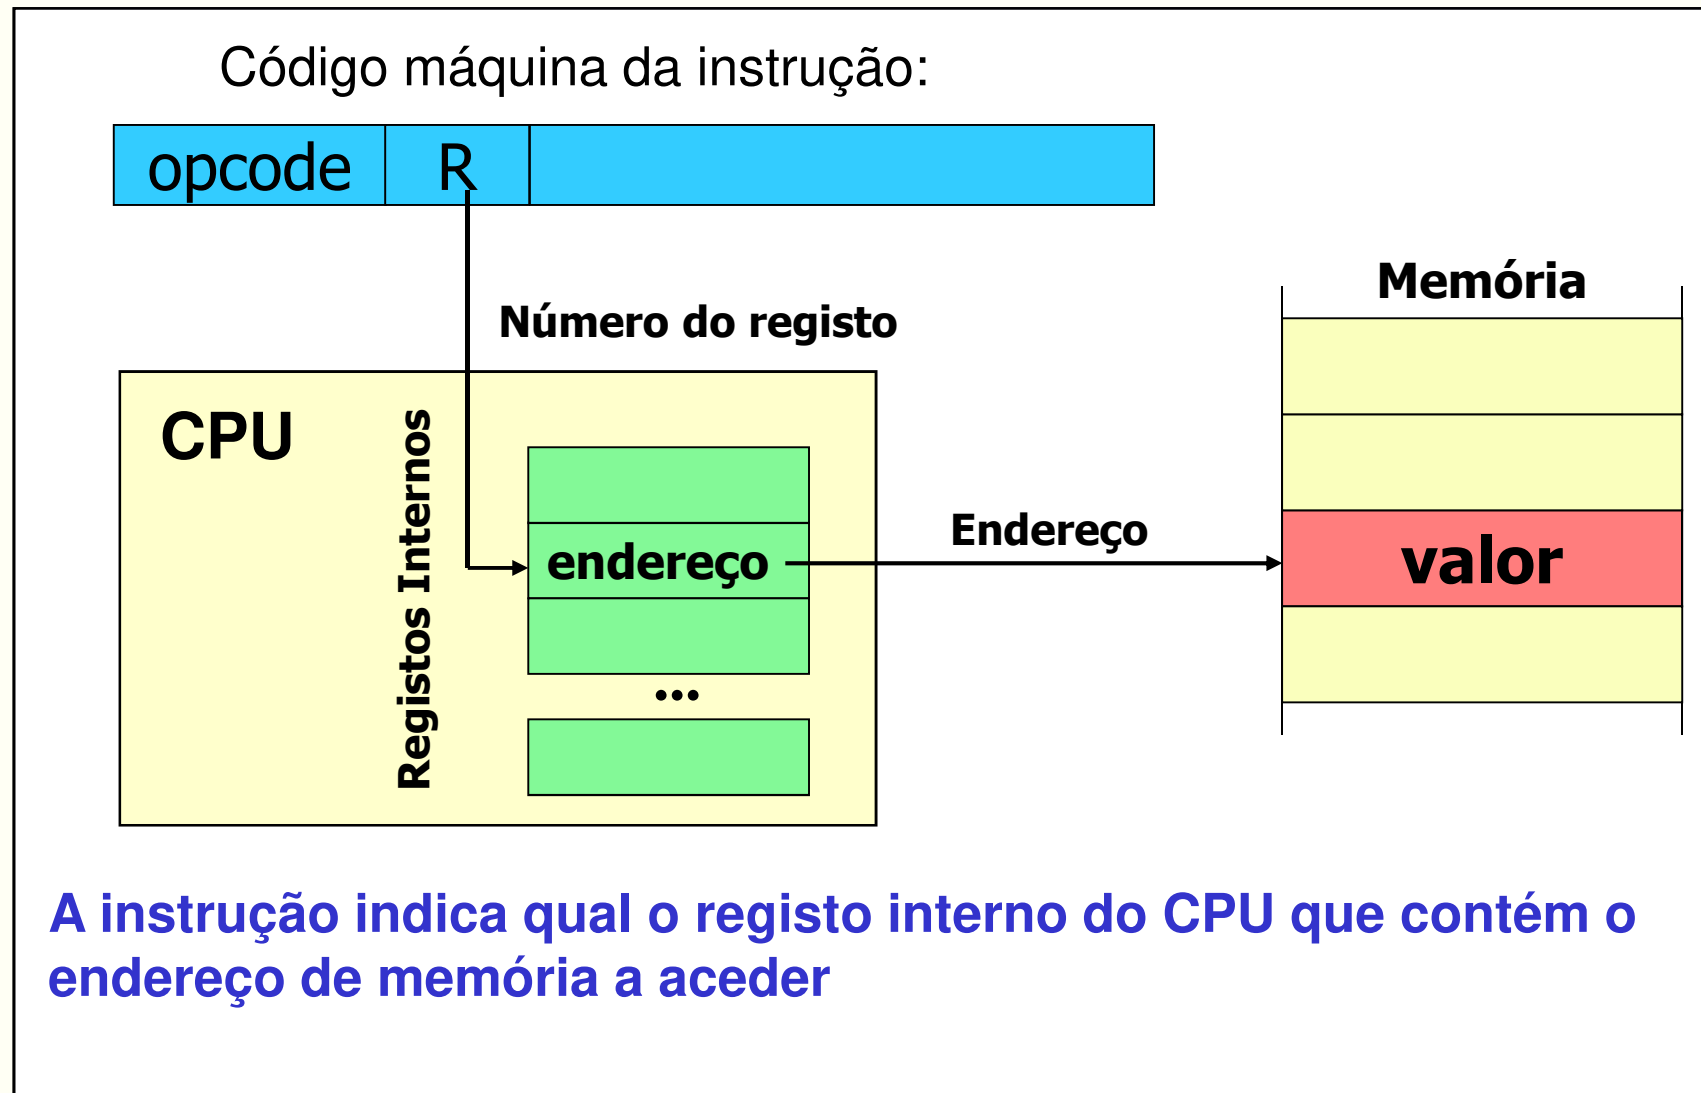 Código máquina da instrução:
opcode R
Número do registo
Memória
CPU
Registos Internos
endereço
Endereço
valor
...
A instrução indica qual o registo interno do CPU que contém o
endereço de memória a aceder